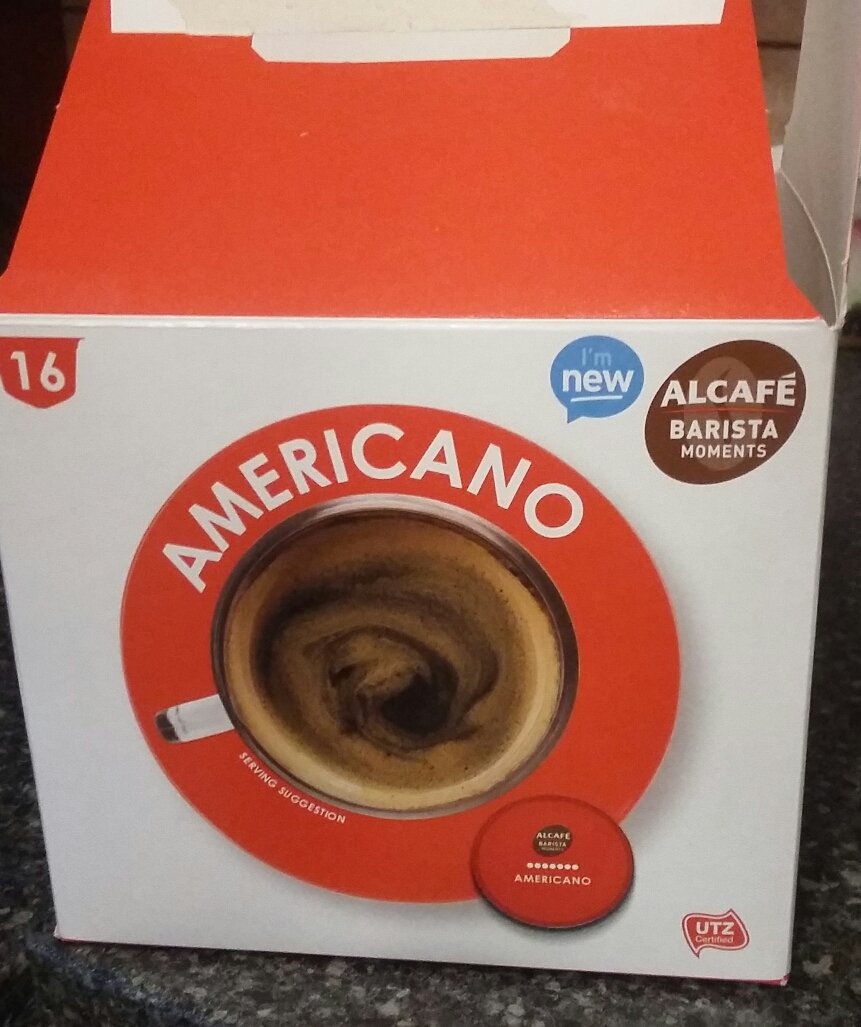 16
I'm
new
ALCAFÉ
BARISTA
MOMENTS
AMERICANO
SERVING SUGGESTION
ALCAFÉ
BARISTA
MOMENTS
AMERICANO
UTZ
Certified